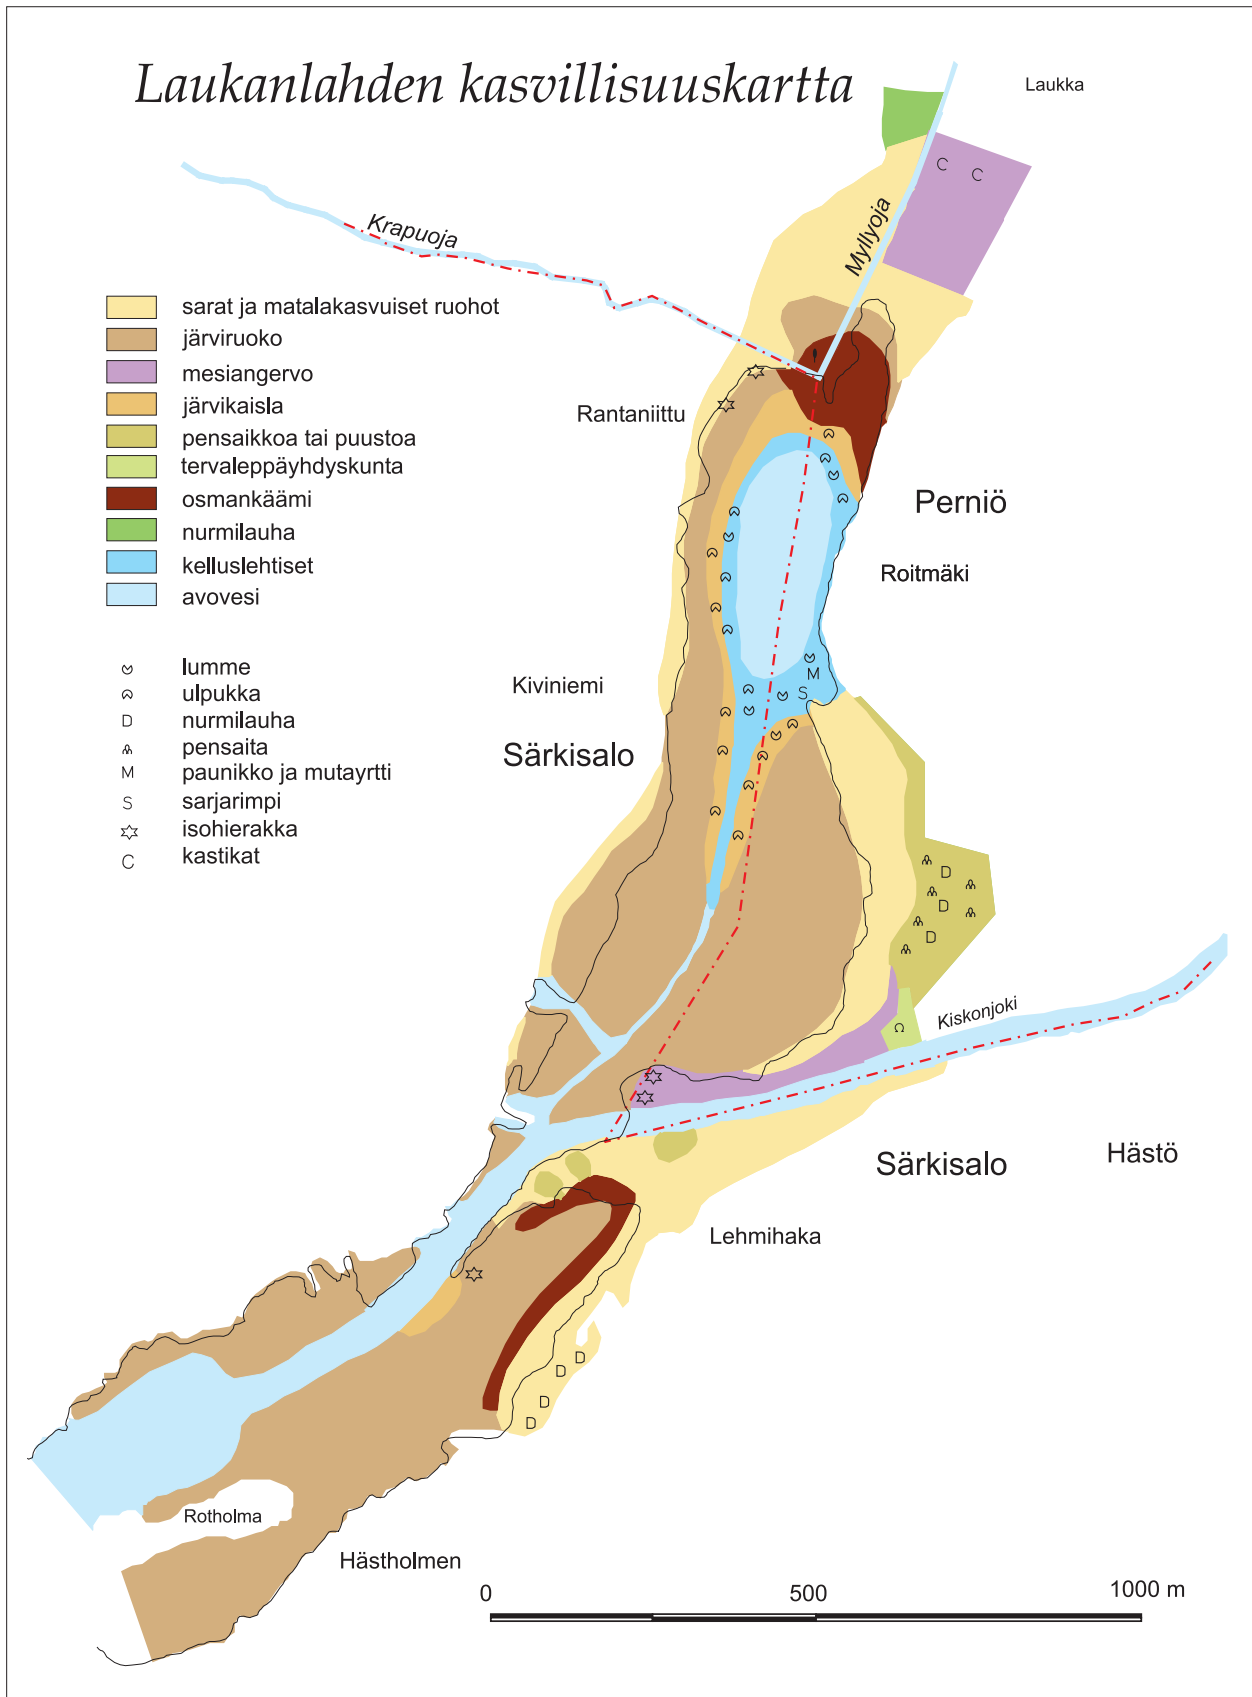 Laukanlahden kasvillisuuskartta
Laukka
C
C
Krapuoja
Myllyoja
sarat ja matalakasvuiset ruohot
järviruoko
mesiangervo
järvikaisla
pensaikkoa tai puustoa
tervaleppäyhdyskunta
osmankäämi
nurmilauha
kelluslehtiset
avovesi
Rantaniittu
Perniö
Roitmäki
lumme
ulpukka
D nurmilauha
pensaita
M paunikko ja mutayrtti
S sarjarimpi
isohierakka
C kastikat
M
S
Kiviniemi
Särkisalo
D
D
D
Kiskonjoki
Särkisalo
Hästö
Lehmihaka
D
D
D
D
Rotholma
Hästholmen
0 500 1000 m